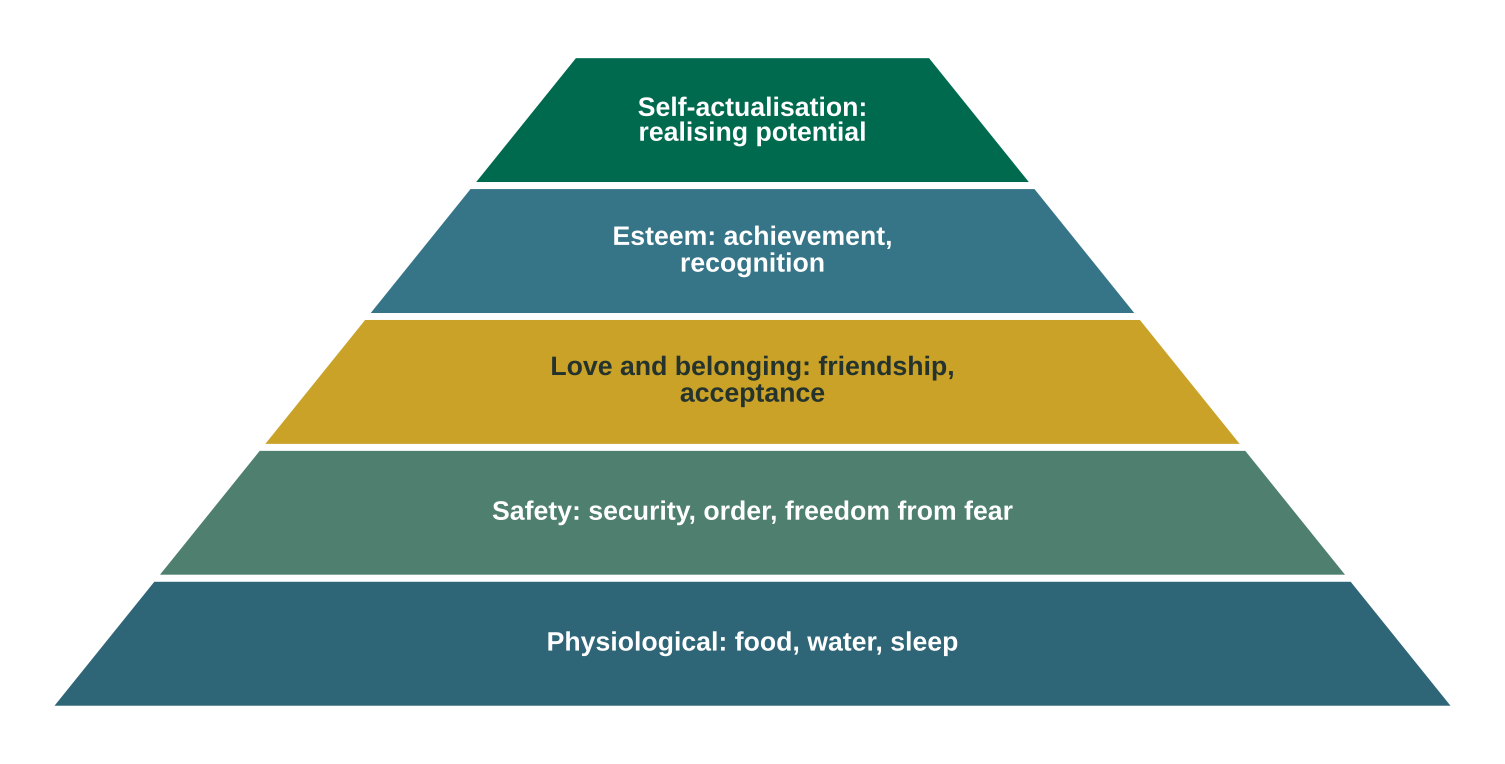 Self-actualisation:
realising potential
Esteem: achievement,
recognition
Love and belonging: friendship,
acceptance
Safety: security, order, freedom from fear
Physiological: food, water, sleep